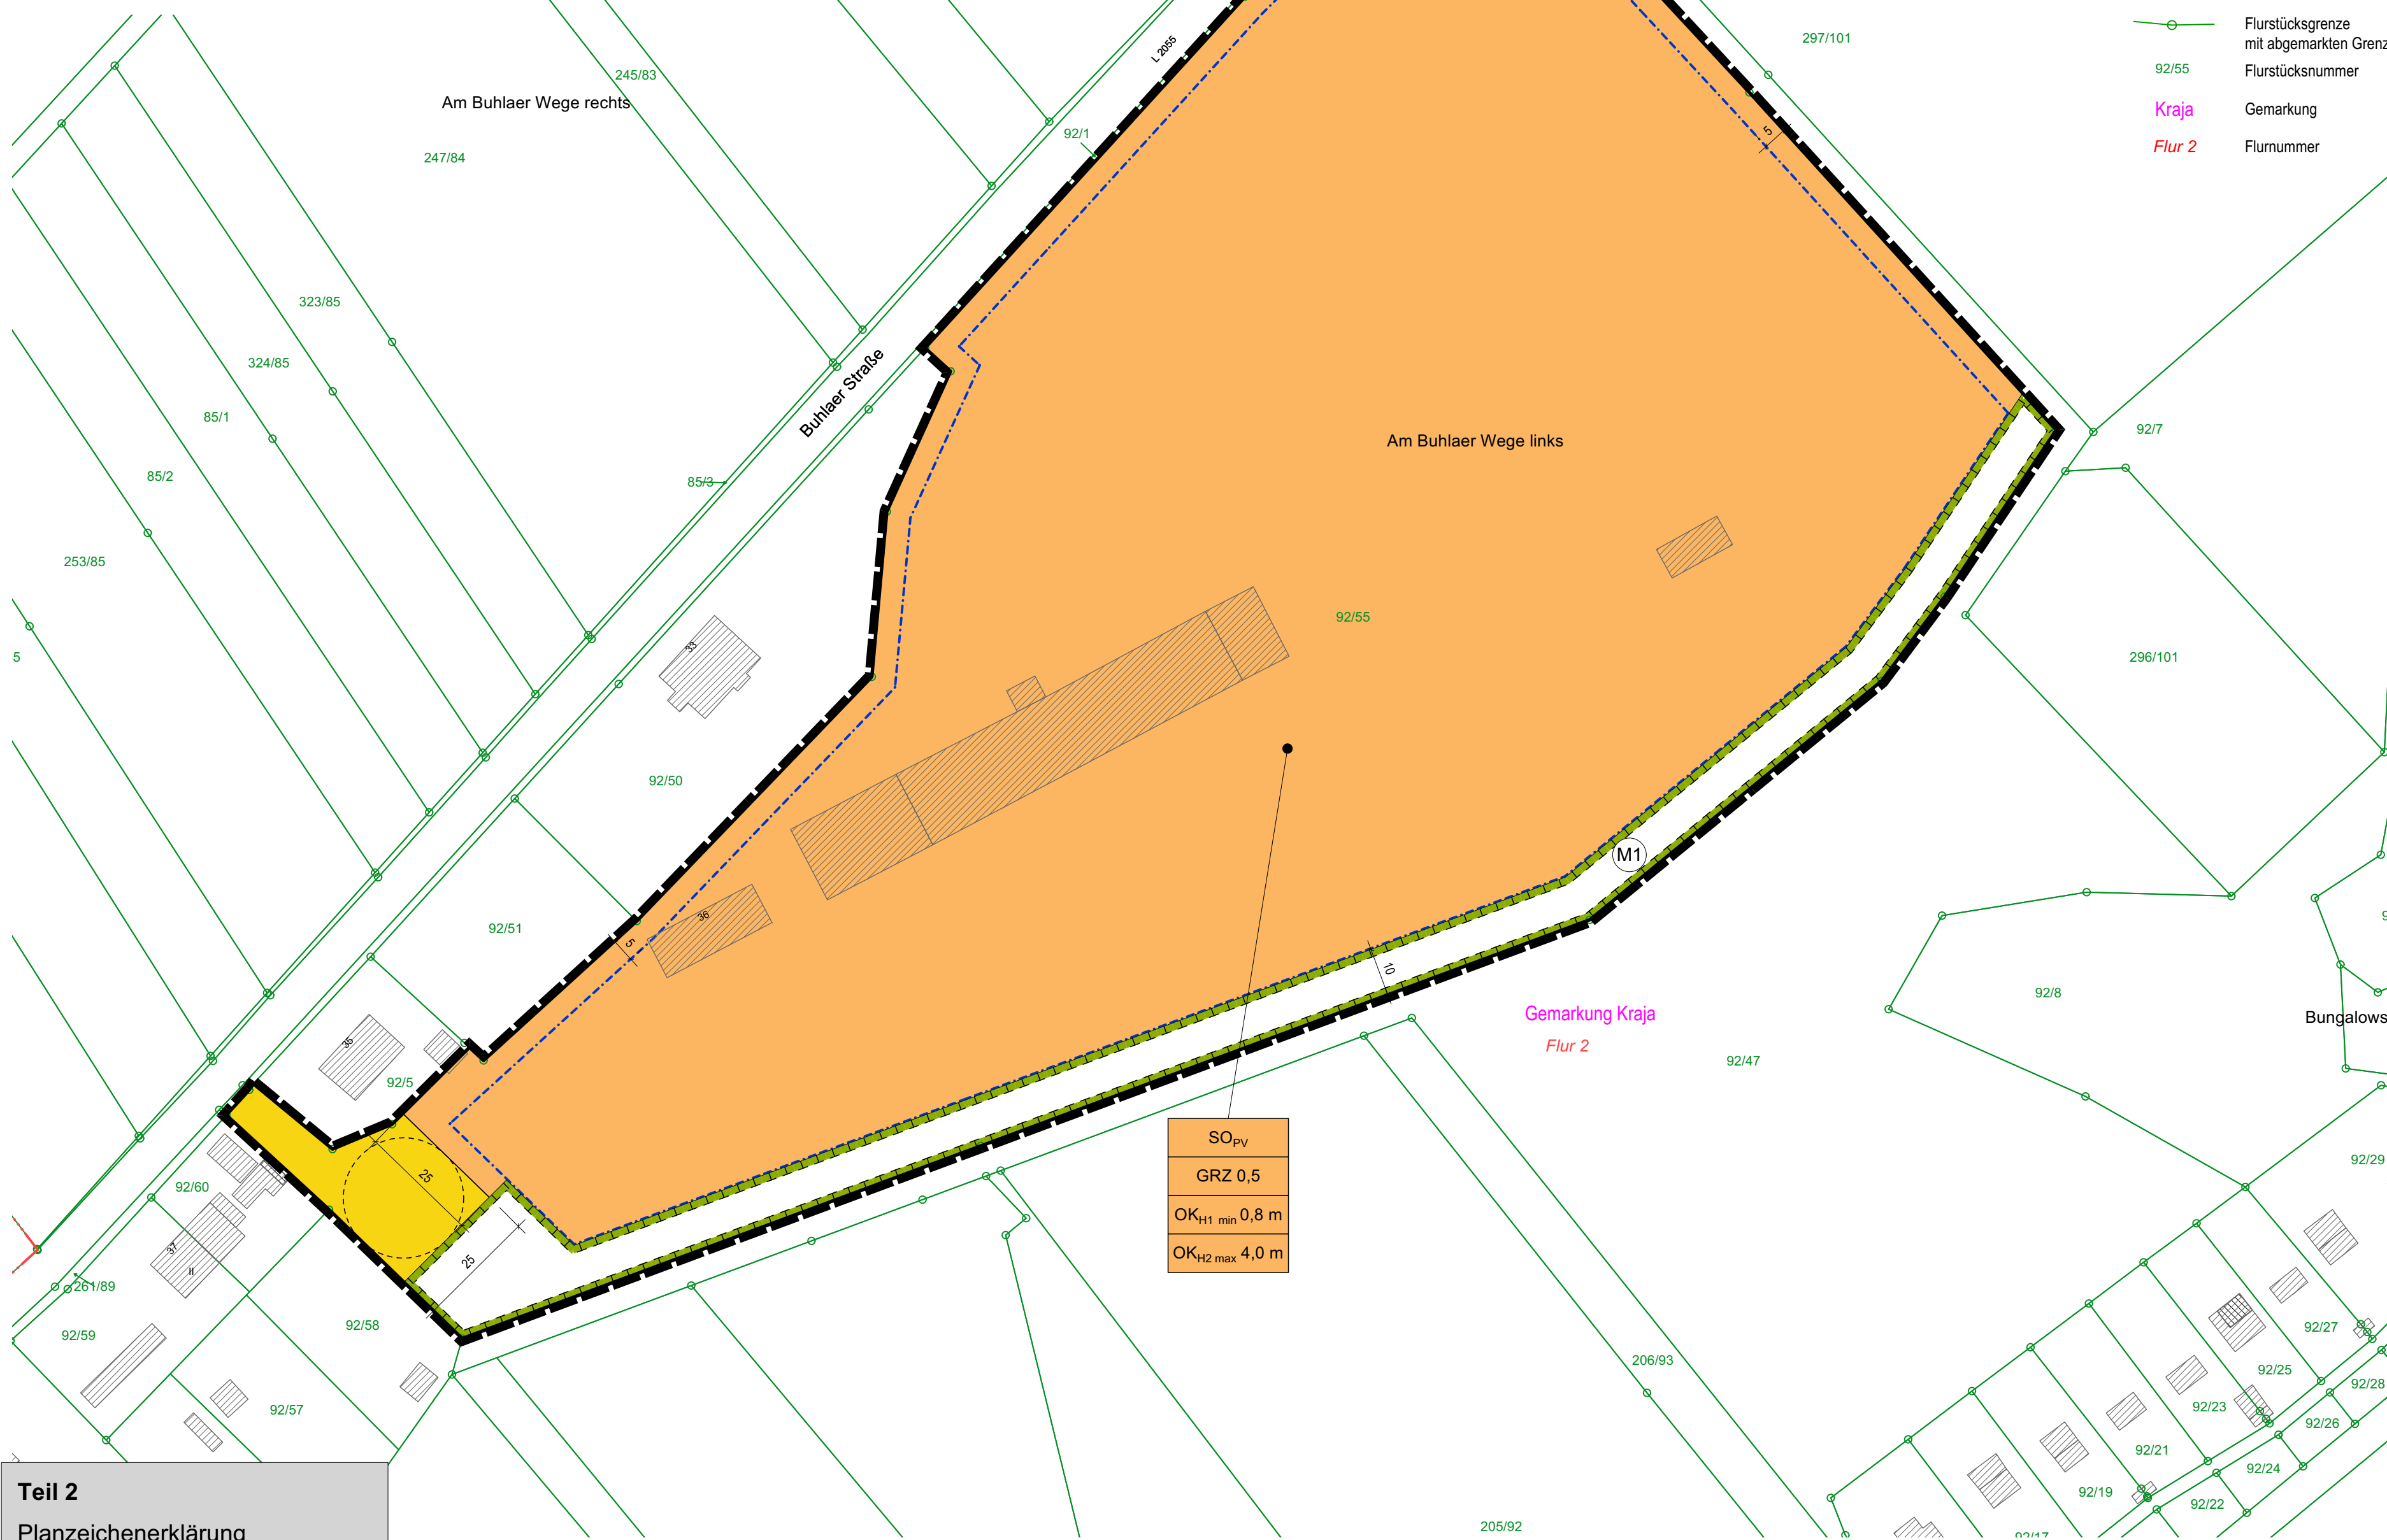 Flurstücksgrenze
mit abgemarkten Grenz
92/55 Flurstücksnummer
Kraja Gemarkung
Flur 2 Flurnummer
297/101
L 2055
245/83
Am Buhlaer Wege rechts
92/1
5
247/84
323/85
324/85
Buhlaer Straße
85/1
Am Buhlaer Wege links
92/7
85/2
85/3
253/85
92/55
33
5
296/101
92/50
M1
36
92/51
5
10
92/8
Gemarkung Kraja
Bungalows
Flur 2
35
92/47
92/5
SOPV
GRZ 0,5
OKH1 min 0,8 m
OKH2 max 4,0 m
92/29
25
92/60
37
II
25
261/89
92/59
92/58
92/27
206/93
92/25
92/28
92/57
92/23
92/26
92/21
92/24
92/19
92/22
205/92
92/17
Teil 2
Planzeichenerklärung